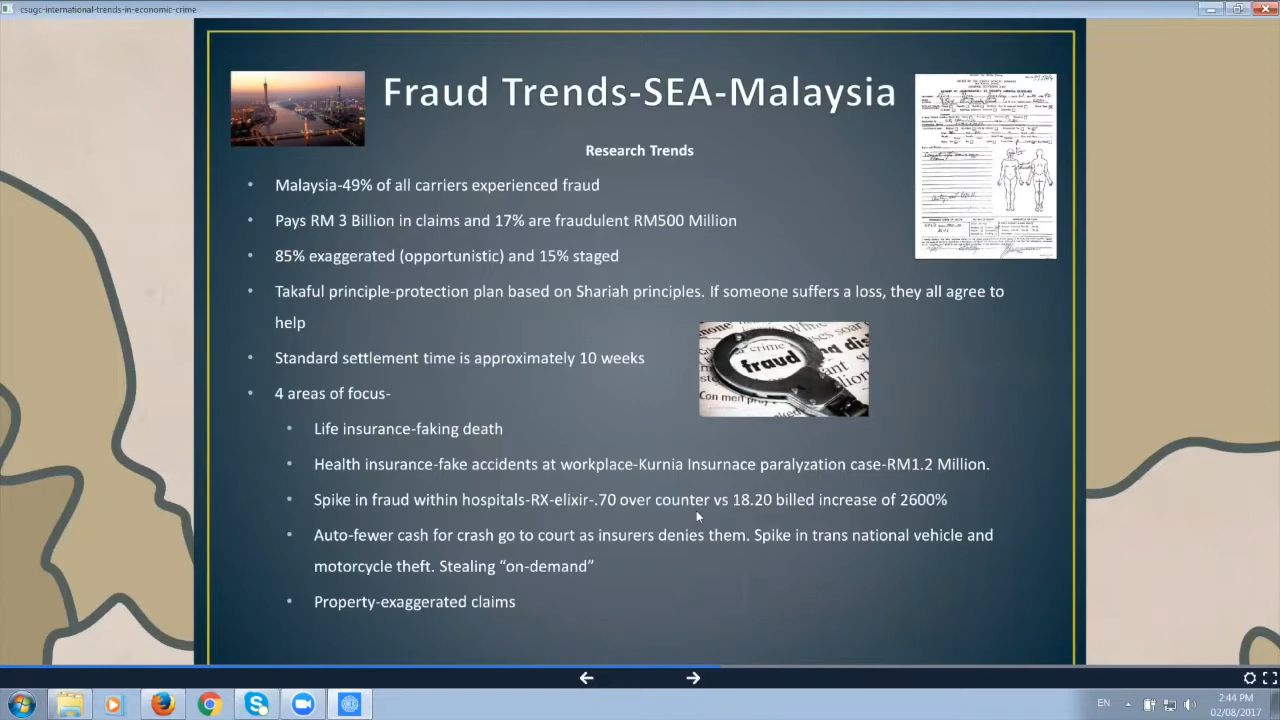 csugc-international-trends-in-economic-crime
Fraud Trends-SEA-Malaysia
Research Trends
• Malaysia-49% of all carriers experienced fraud
• Pays RM 3 Billion in claims and 17% are fraudulent RM500 Million
• 85% exaggerated (opportunistic) and 15% staged
• Takaful principle-protection plan based on Shariah principles. If someone suffers a loss, they all agree to
help
• Standard settlement time is approximately 10 weeks
fraud
crime
• 4 areas of focus-
• Life insurance-faking death
• Health insurance-fake accidents at workplace-Kurnia Insurnace paralyzation case-RM1.2 Million.
• Spike in fraud within hospitals-RX-elixir-.70 over counter vs 18.20 billed increase of 2600%
• Auto-fewer cash for crash go to court as insurers denies them. Spike in trans national vehicle and
motorcycle theft. Stealing “on-demand”
• Property-exaggerated claims
EN
2:44 PM
02/08/2017